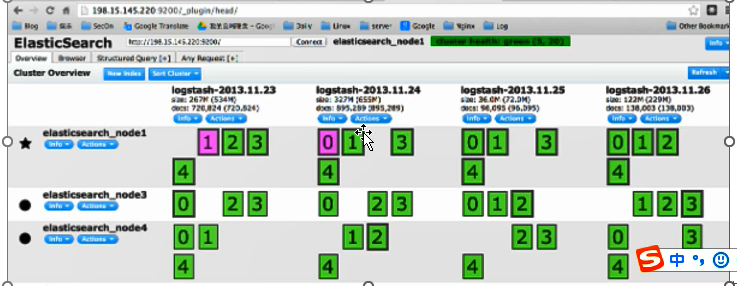 198.15.145.220:9200/_plugin/head/
Blog 娱乐 SecOn Google Translate Daily Linux server Google Nginx Log Other Bookmark
ElasticSearch http://198.15.145.220:9200/ Connect elasticsearch_node1 cluster health: green (3, 20) Info
Overview Browser Structured Query [+] Any Request [+]
Cluster Overview New Index Sort Cluster Refresh
logstash-2013.11.23 logstash-2013.11.24 logstash-2013.11.25 logstash-2013.11.26
size: 267M (534M) size: 327M (655M) size: 36.0M (72.0M) size: 122M (229M)
docs: 720,824 (720,824) docs: 895,289 (895,289) docs: 96,095 (96,095) docs: 138,003 (138,003)
Info Actions Info Actions Info Actions Info Actions
elasticsearch_node1 1 2 3 0 1 3 0 1 3 0 1 2
Info Actions
4 4 4 4
elasticsearch_node3 0 2 3 0 2 3 0 1 2 1 2 3
Info Actions
elasticsearch_node4 0 1 1 2 2 3 0 3
Info Actions
4 4 4 4
中